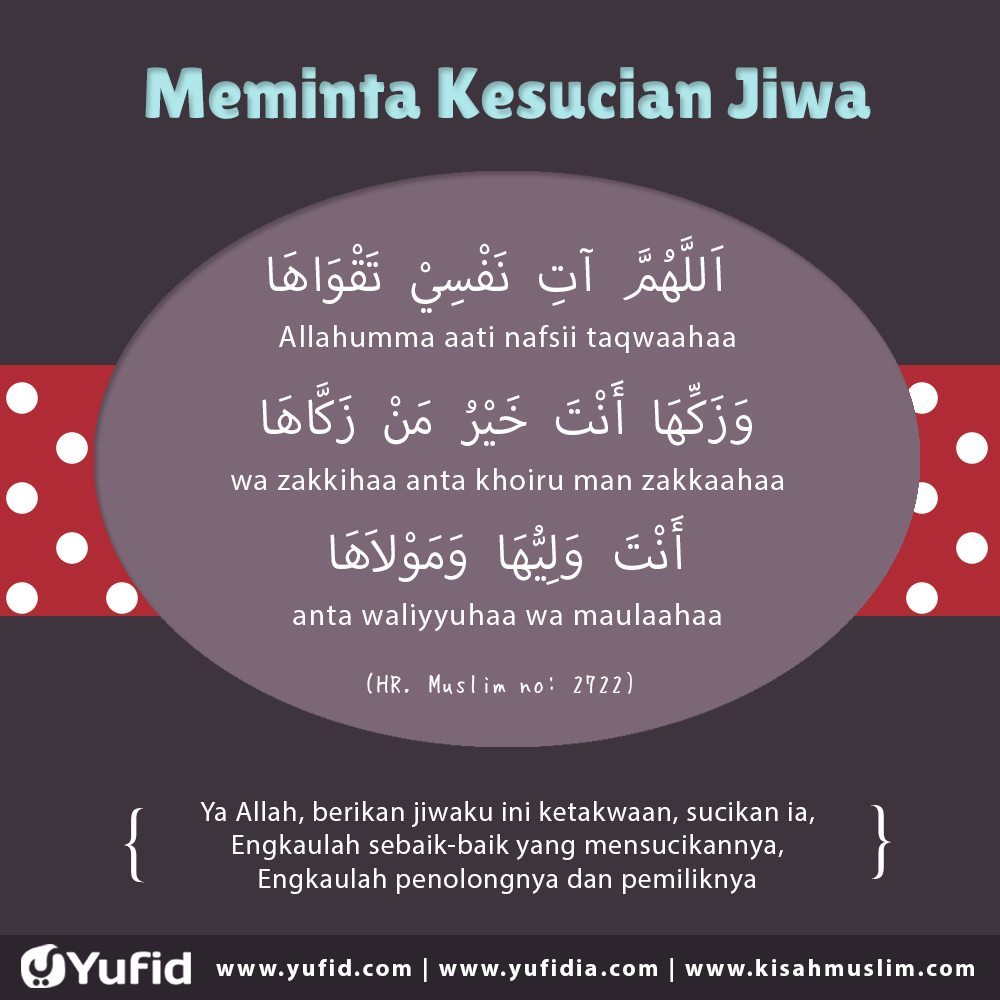 Meminta Kesucian Jiwa
اَللَّهُمَّ آتِ نَفْسِيْ تَقْوَاهَا
Allahumma aati nafsii taqwaahaa
وَزَكِّهَا أَنْتَ خَيْرُ مَنْ زَكَّاهَا
wa zakkihaa anta khoiru man zakkaahaa
أَنْتَ وَلِيُّهَا وَمَوْلاَهَا
anta waliyyuhaa wa maulaahaa
(HR. Muslim no: 2722)
{ Ya Allah, berikan jiwaku ini ketakwaan, sucikan ia,
Engkaulah sebaik-baik yang mensucikannya,
Engkaulah penolongnya dan pemiliknya }
Yufid www.yufid.com | www.yufidia.com | www.kisahmuslim.com